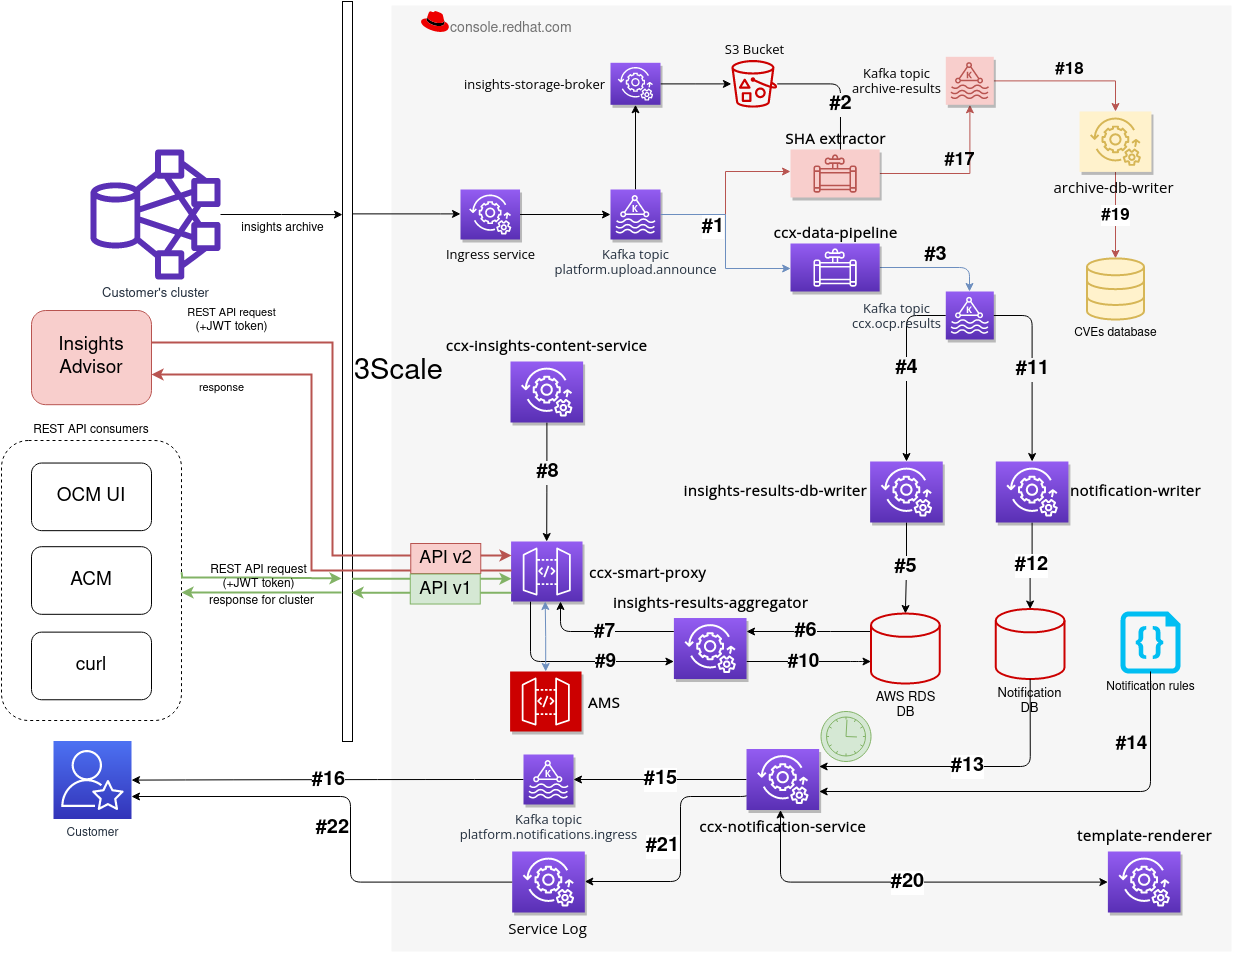 console.redhat.com
S3 Bucket
insights-storage-broker
Kafka topic
archive-results
#18
#2
SHA extractor
#17
archive-db-writer
#19
insights archive
Ingress service
#1
Kafka topic
platform.upload.announce
ccx-data-pipeline
#3
Customer's cluster
Kafka topic
ccx.ocp.results
CVEs database
REST API request
(+JWT token)
Insights
Advisor
response
3Scale
ccx-insights-content-service
#4
#11
REST API consumers
OCM UI
#8
insights-results-db-writer
notification-writer
API v2
API v1
ACM
REST API request
(+JWT token)
response for cluster
ccx-smart-proxy
#5
#12
insights-results-aggregator
#7
#6
#9
#10
curl
AMS
AWS RDS
DB
Notification
DB
Notification rules
#14
#13
#16
#15
Customer
Kafka topic
platform.notifications.ingress
ccx-notification-service
#22
#21
template-renderer
#20
Service Log
K
K
K
K